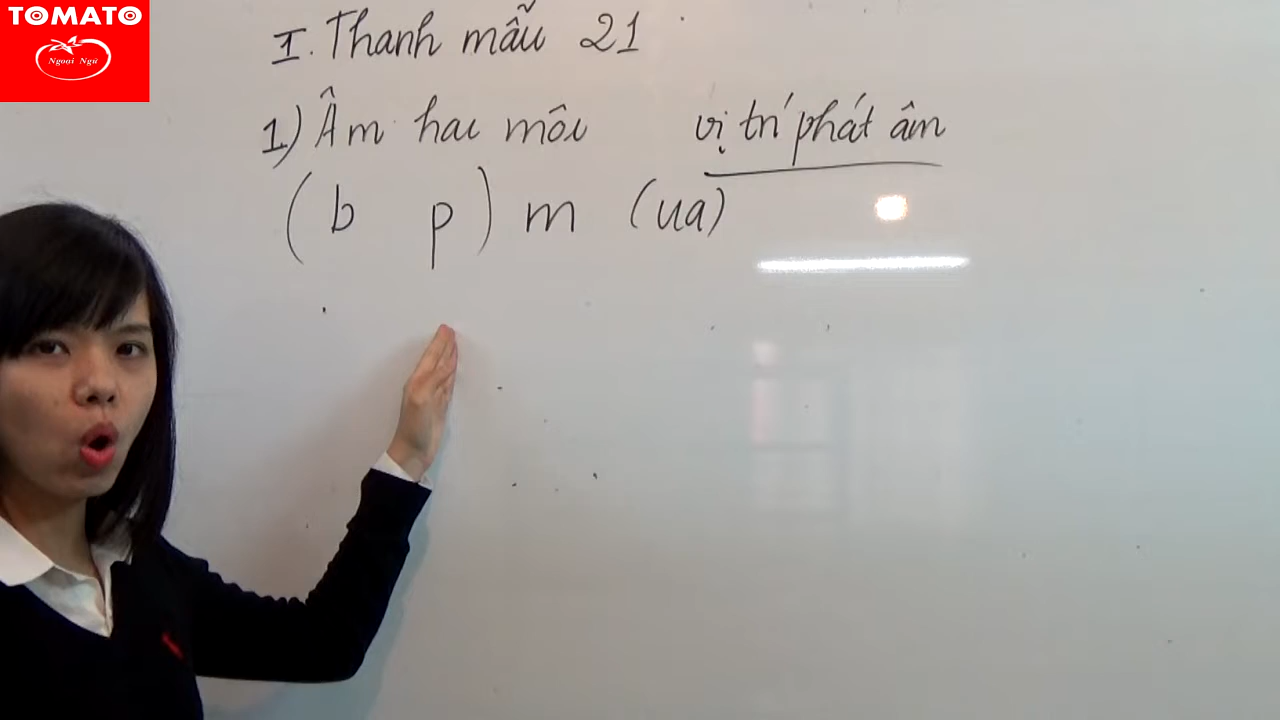 TOMATO
Ngoại Ngữ
I. Thanh mẫu 21
1) Âm hai môi vị trí phát âm
( b p ) m (ua)